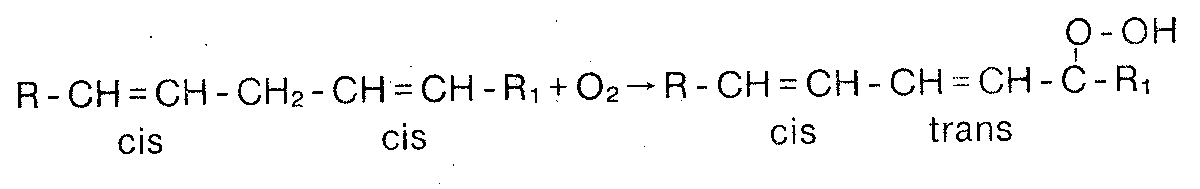 O-OH
R-CH=CH-CH₂-CH=CH-R₁+O₂→R-CH=CH-CH=CH-C-R₁
cis cis cis trans